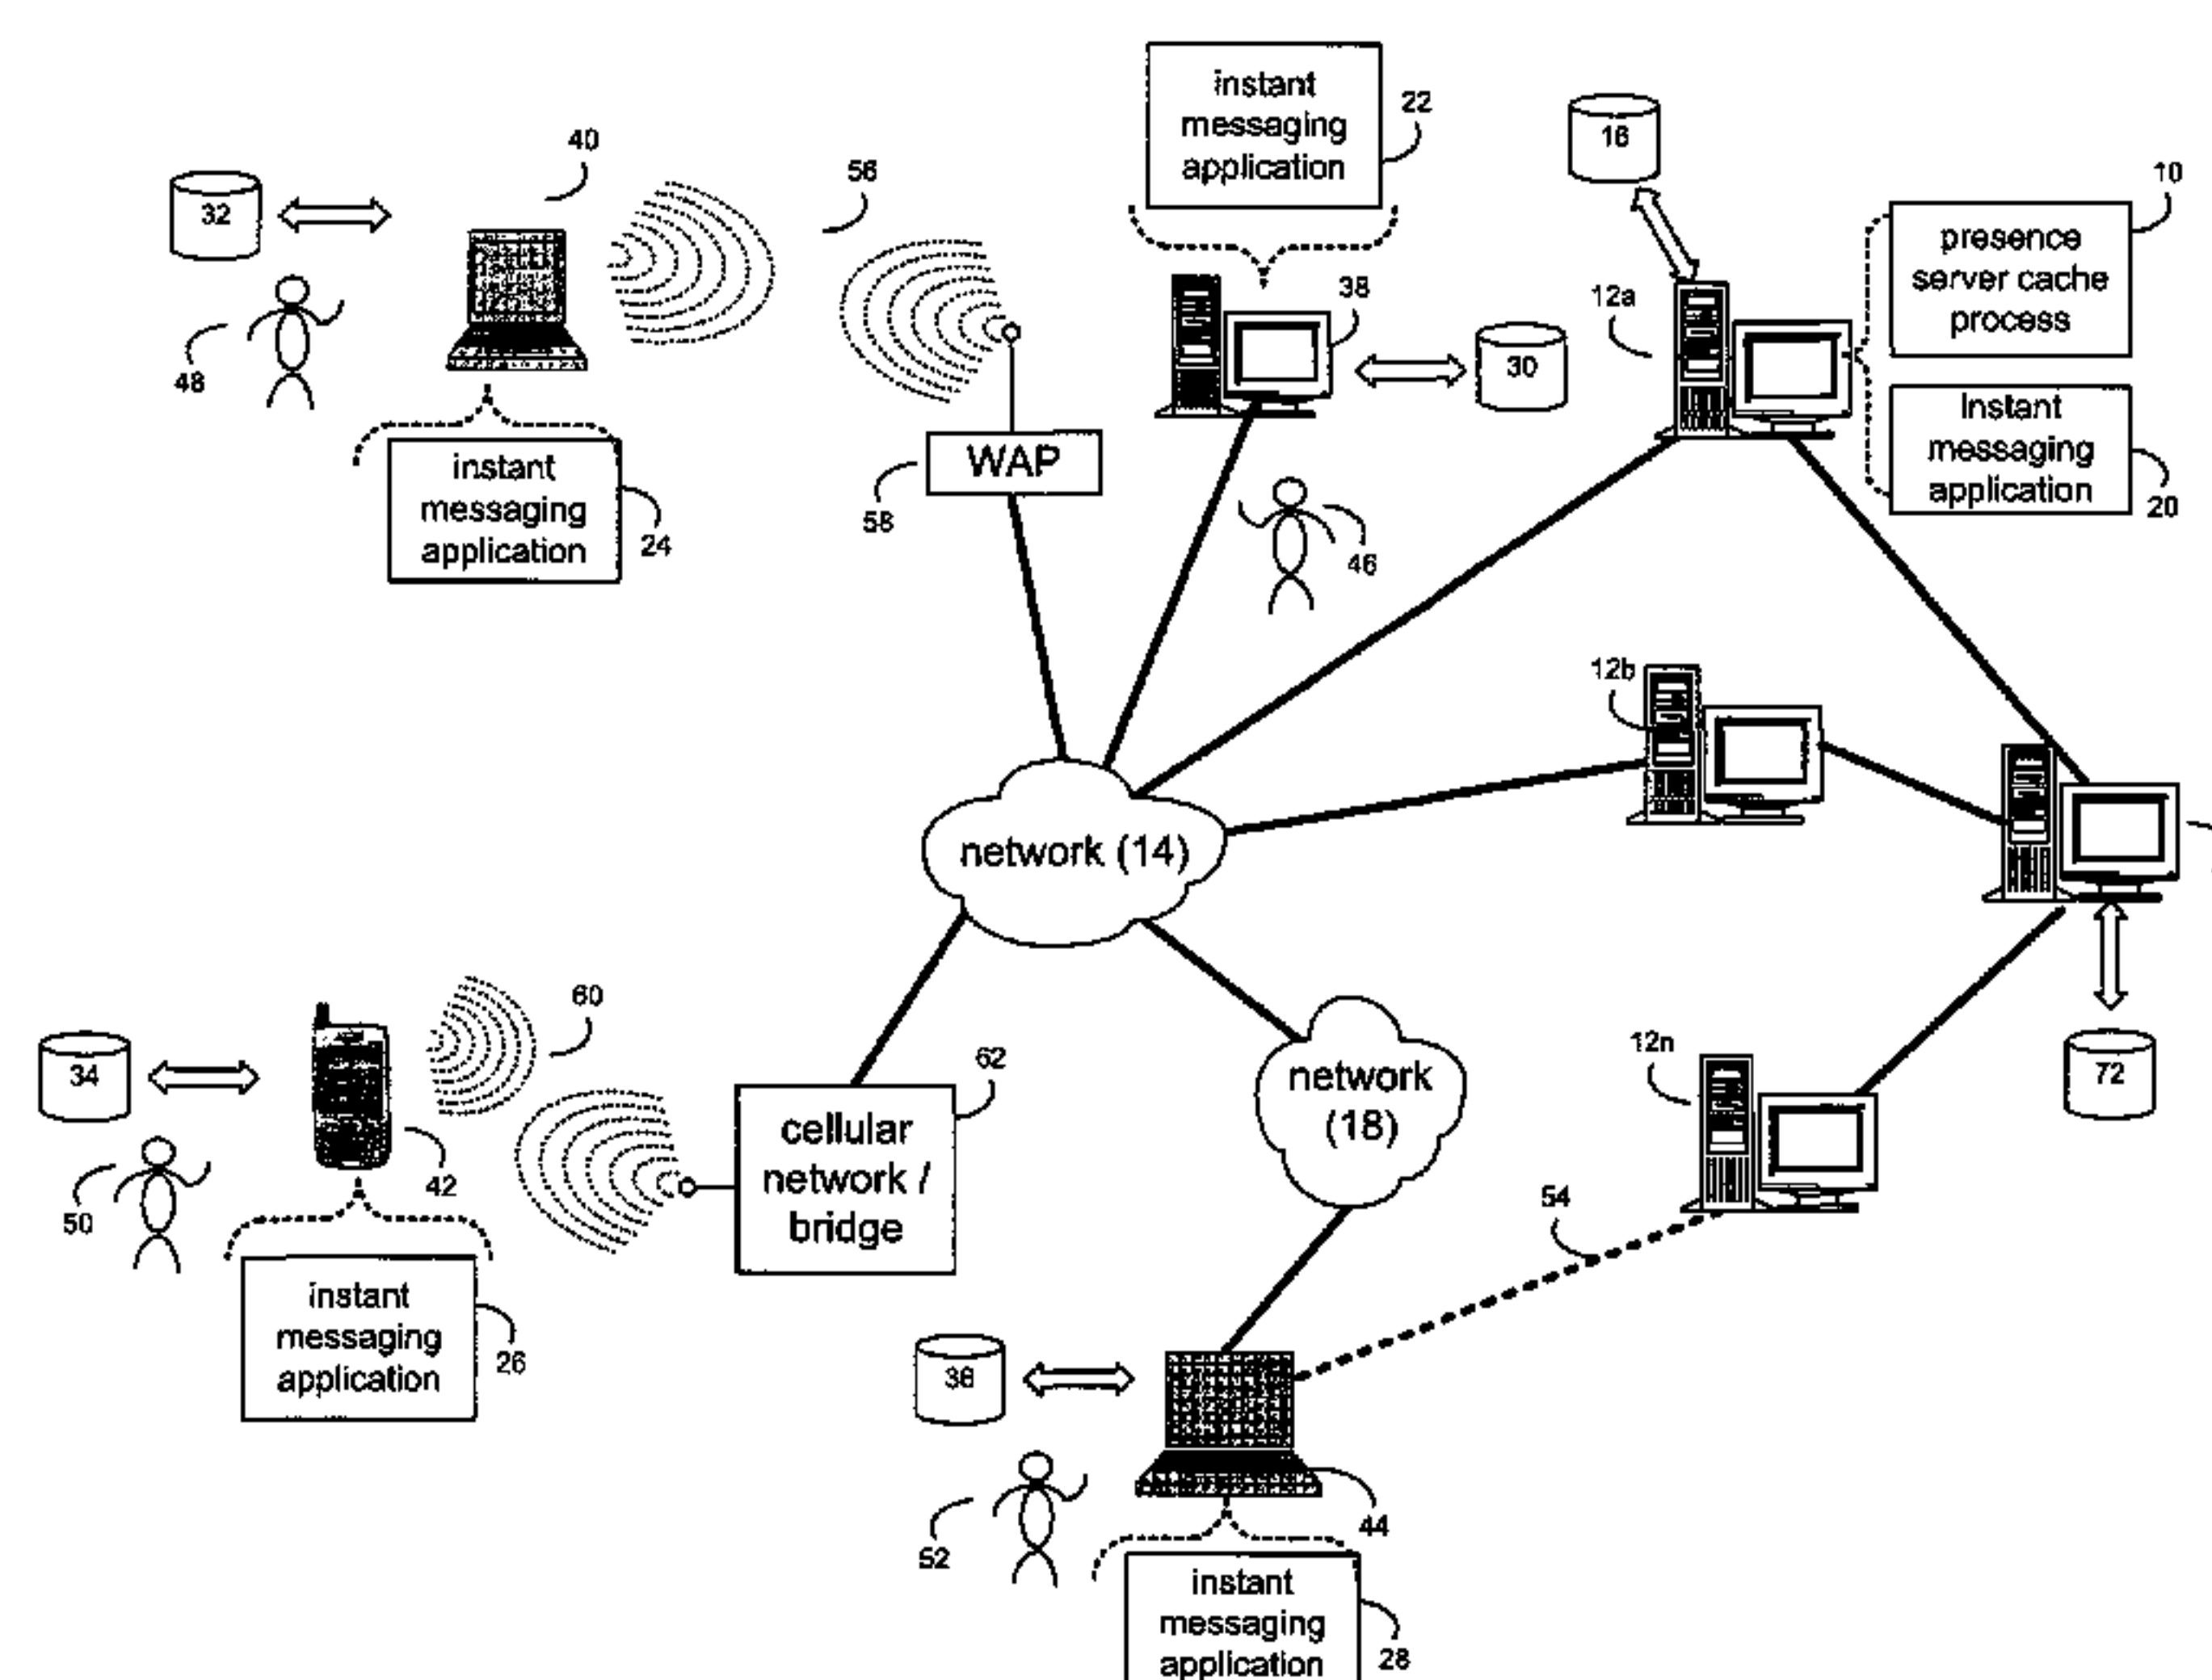 instant
messaging
application
22
16
10
presence
server cache
process
12a
Instant
messaging
application
20
40
56
32
48
instant
messaging
application
24
38
30
WAP
58
46
12b
network (14)
60
34
42
50
62
cellular
network /
bridge
network
(18)
12n
72
54
instant
messaging
application
26
36
44
52
instant
messaging
application
28